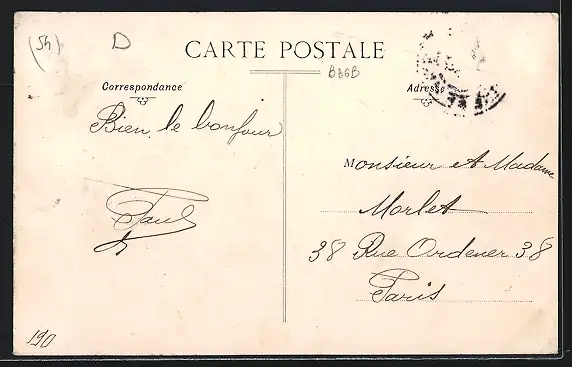 (54)
D
CARTE POSTALE
B86B
Correspondance
Adresse
Bien le bonjour
Paul
Monsieur et Madame
Morlet
38 Rue Ordener 38
Paris
190